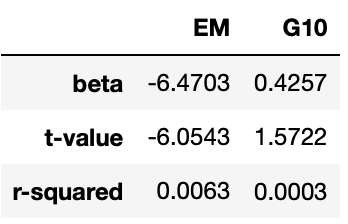 EM G10
beta -6.4703 0.4257
t-value -6.0543 1.5722
r-squared 0.0063 0.0003